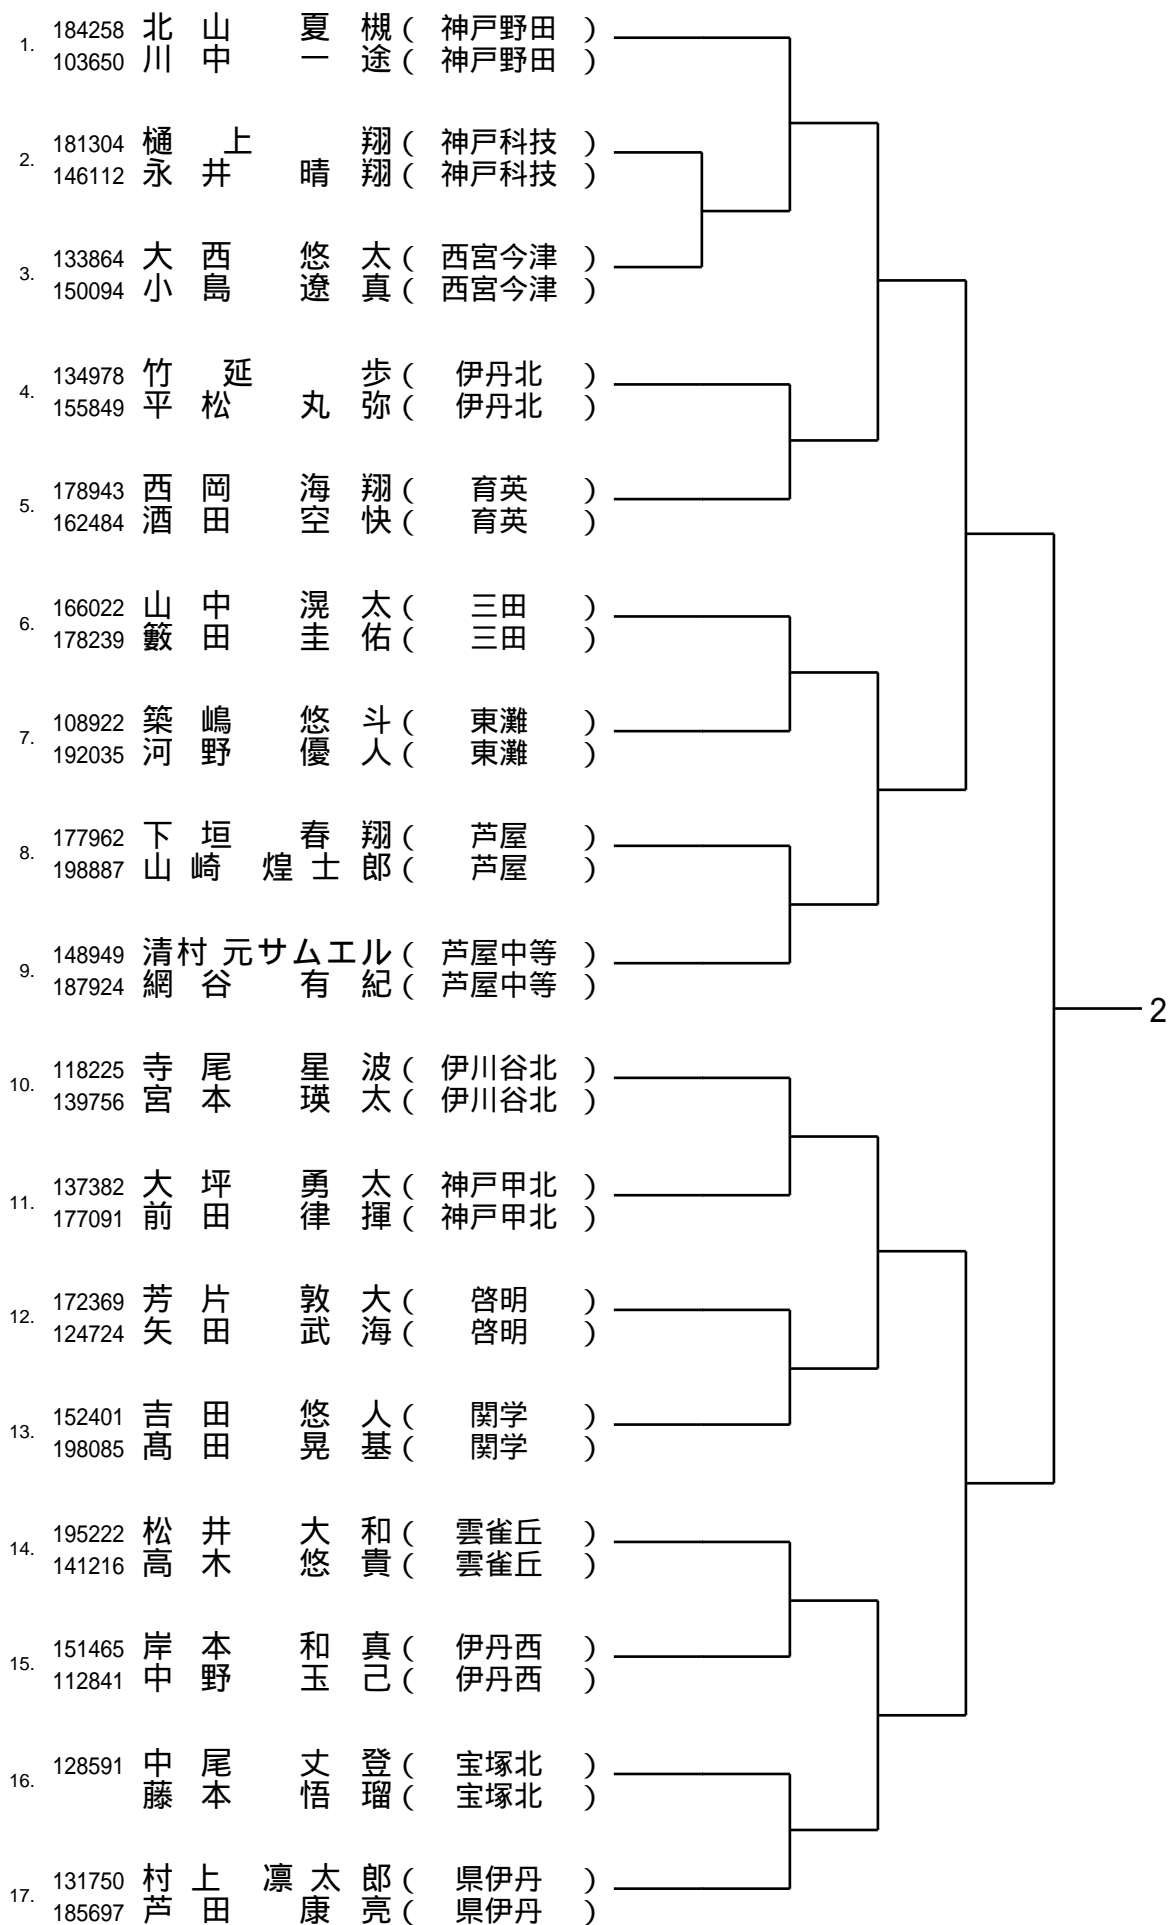 1. 184258 北山 夏槻 ( 神戸野田 )
103650 川中 一途 ( 神戸野田 )
2. 181304 樋上 翔 ( 神戸科技 )
146112 永井 晴翔 ( 神戸科技 )
3. 133864 大西 悠太 ( 西宮今津 )
150094 小島 遼真 ( 西宮今津 )
4. 134978 竹延 歩 ( 伊丹北 )
155849 平松 丸弥 ( 伊丹北 )
5. 178943 西岡 海翔 ( 育英 )
162484 酒田 空快 ( 育英 )
6. 166022 山中 滉太 ( 三田 )
178239 籔田 圭佑 ( 三田 )
7. 108922 築嶋 悠斗 ( 東灘 )
192035 河野 優人 ( 東灘 )
8. 177962 下垣 春翔 ( 芦屋 )
198887 山崎 煌士郎 ( 芦屋 )
9. 148949 清村 元サムエル ( 芦屋中等 )
187924 網谷 有紀 ( 芦屋中等 )
2
10. 118225 寺尾 星波 ( 伊川谷北 )
139756 宮本 瑛太 ( 伊川谷北 )
11. 137382 大坪 勇太 ( 神戸甲北 )
177091 前田 律揮 ( 神戸甲北 )
12. 172369 芳片 敦大 ( 啓明 )
124724 矢田 武海 ( 啓明 )
13. 152401 吉田 悠人 ( 関学 )
198085 髙田 晃基 ( 関学 )
14. 195222 松井 大和 ( 雲雀丘 )
141216 高木 悠貴 ( 雲雀丘 )
15. 151465 岸本 和真 ( 伊丹西 )
112841 中野 玉己 ( 伊丹西 )
16. 128591 中尾 丈登 ( 宝塚北 )
藤本 悟瑠 ( 宝塚北 )
17. 131750 村上 凛太郎 ( 県伊丹 )
185697 芦田 康亮 ( 県伊丹 )